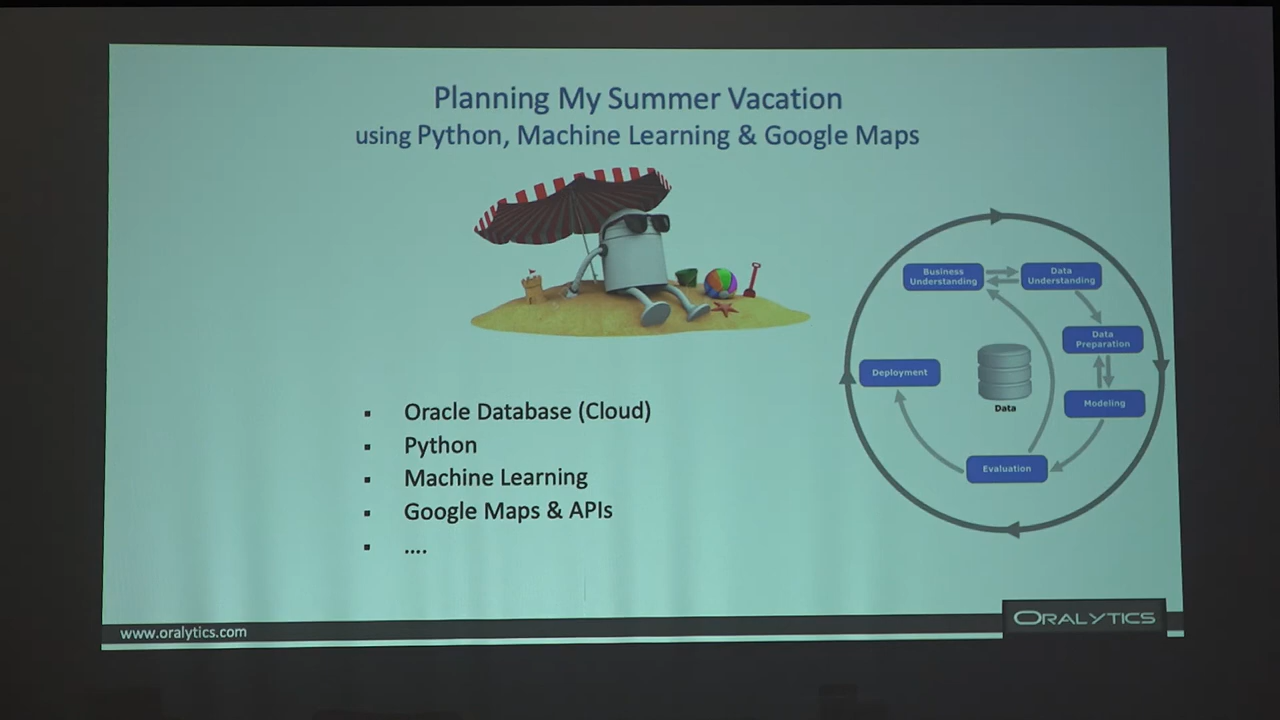 Planning My Summer Vacation
using Python, Machine Learning & Google Maps
Business
Understanding
Data
Understanding
Data
Preparation
Modeling
Evaluation
Deployment
Data
▪ Oracle Database (Cloud)
▪ Python
▪ Machine Learning
▪ Google Maps & APIs
▪ ....
www.oralytics.com
ORALYTICS